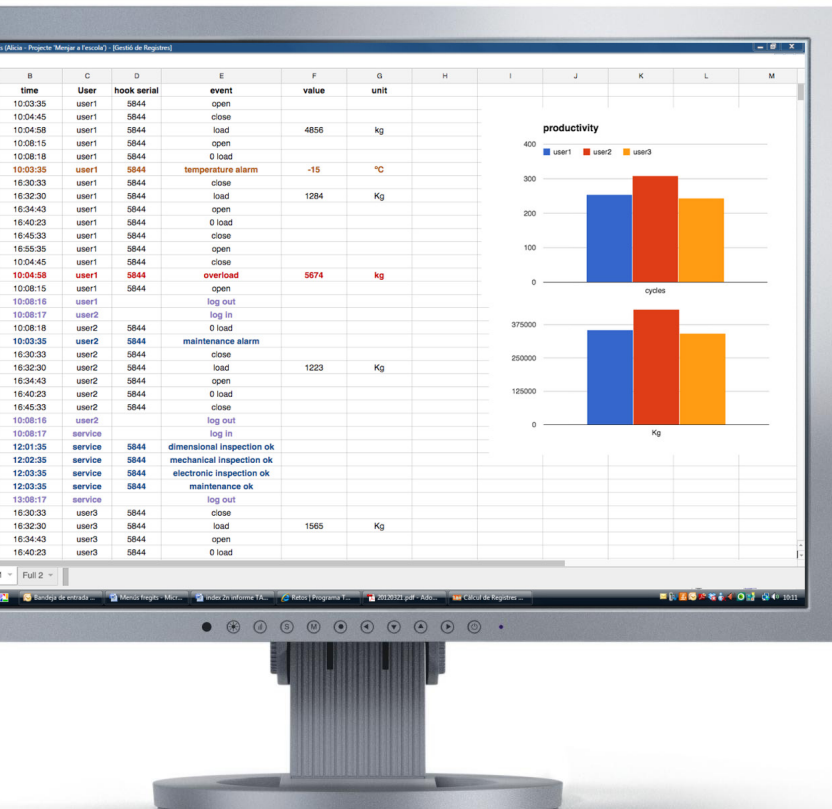 s (Alicia - Projecte 'Menjar a l'escola') - [Gestió de Registres]
B C D E F G H I J K L M
time User hook serial event value unit
10:03:35 user1 5844 open
10:04:45 user1 5844 close
10:04:58 user1 5844 load 4856 kg
10:08:15 user1 5844 open
10:08:18 user1 5844 0 load
10:03:35 user1 5844 temperature alarm -15 ºC
16:30:33 user1 5844 close
16:32:30 user1 5844 load 1284 Kg
16:34:43 user1 5844 open
16:40:23 user1 5844 0 load
16:45:33 user1 5844 close
16:55:35 user1 5844 open
10:04:45 user1 5844 close
10:04:58 user1 5844 overload 5674 kg
10:08:15 user1 5844 open
10:08:16 user1 log out
10:08:17 user2 log in
10:08:18 user2 5844 0 load
10:03:35 user2 5844 maintenance alarm
16:30:33 user2 5844 close
16:32:30 user2 5844 load 1223 Kg
16:34:43 user2 5844 open
16:40:23 user2 5844 0 load
16:45:33 user2 5844 close
10:08:16 user2 log out
10:08:17 service log in
12:01:35 service 5844 dimensional inspection ok
12:02:35 service 5844 mechanical inspection ok
12:03:35 service 5844 electronic inspection ok
12:03:35 service 5844 maintenance ok
13:08:17 service log out
16:30:33 user3 5844 close
16:32:30 user3 5844 load 1565 Kg
16:34:43 user3 5844 open
16:40:23 user3 5844 0 load
productivity
user1 user2 user3
400
300
200
100
0
cycles
375000
250000
125000
0
Kg
Full 2
Bandeja de entrada ... Menús fregits - Micr... index 2n informe TA... Retos | Programa T... 20120321.pdf - Ado... Càlcul de Registres ... 10:11
S M